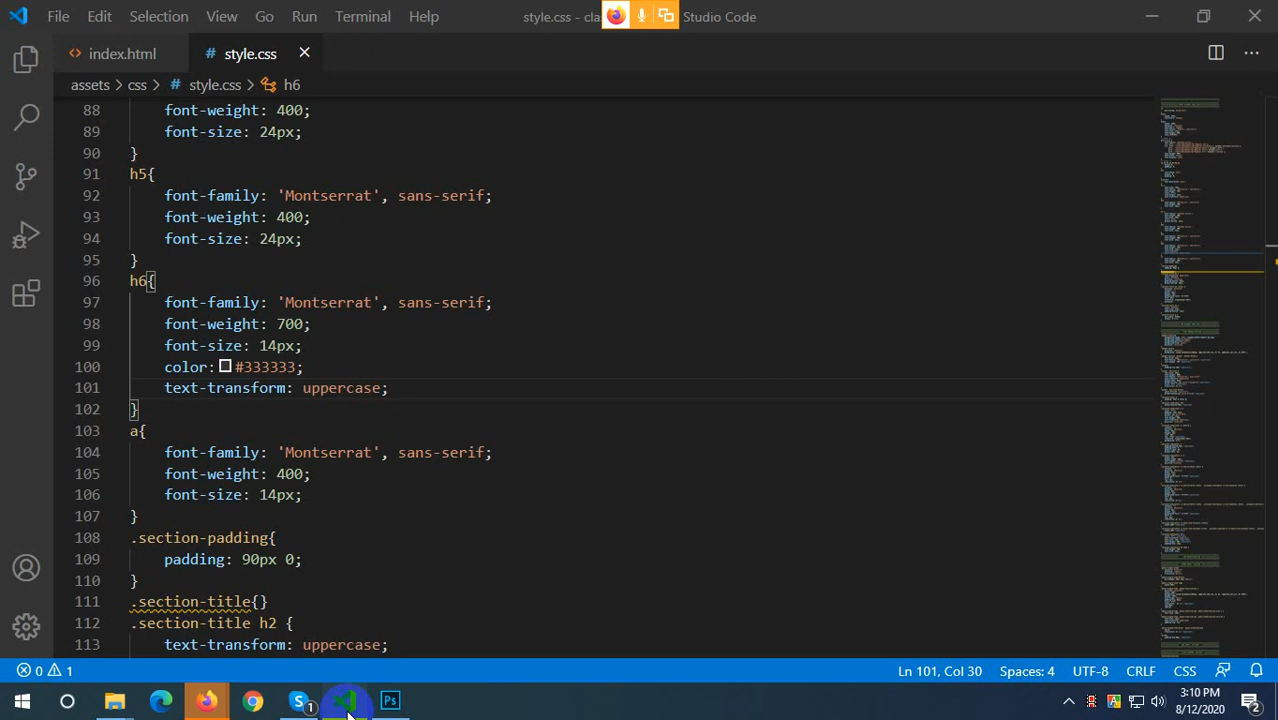 File Edit Selection View Go Run Terminal Help style.css - cla Studio Code
index.html style.css
assets > css > # style.css > h6
88 font-weight: 400;
89 font-size: 24px;
90 }
91 h5{
92 font-family: 'Montserrat', sans-serif;
93 font-weight: 400;
94 font-size: 24px;
95 }
96 h6{
97 font-family: 'Montserrat', sans-serif;
98 font-weight: 700;
99 font-size: 14px;
100 color: #333333;
101 text-transform: uppercase;
102 }
103 a{
104 font-family: 'Montserrat', sans-serif;
105 font-weight: 400;
106 font-size: 14px;
107 }
108 .section-padding{
109 padding: 90px 0;
110 }
111 .section-title{}
112 .section-title h2 {
113 text-transform: uppercase;
0 1 Ln 101, Col 30 Spaces: 4 UTF-8 CRLF CSS
S 1 Ps A 3:10 PM
8/12/2020 2